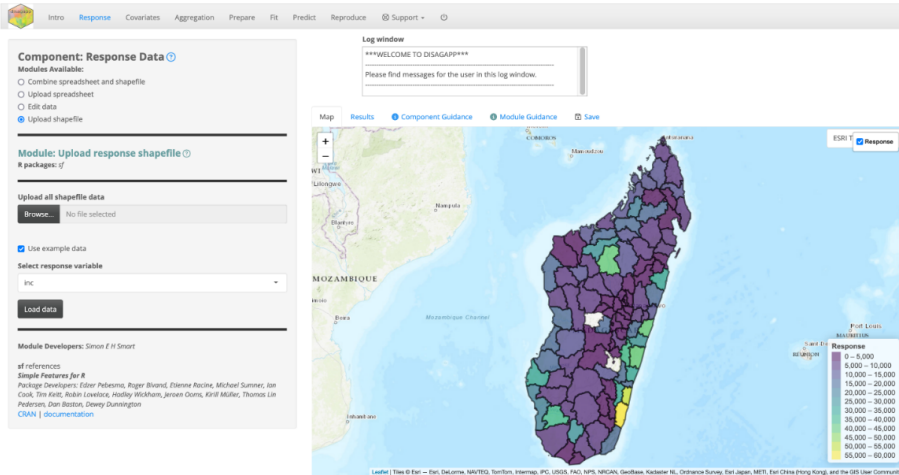 Intro Response Covariates Aggregation Prepare Fit Predict Reproduce Support
Component: Response Data
Modules Available:
Combine spreadsheet and shapefile
Upload spreadsheet
Edit data
Upload shapefile
Module: Upload response shapefile
R packages: sf
Upload all shapefile data
Browse... No file selected
Use example data
Select response variable
inc
Load data
Module Developers: Simon E H Smart
sf references
Simple Features for R
Package Developers: Edzer Pebesma, Roger Bivand, Etienne Racine, Michael Sumner, Ian
Cook, Tim Keitt, Robin Lovelace, Hadley Wickham, Jeroen Ooms, Kirill Müller, Thomas Lin
Pedersen, Dan Baston, Dewey Dunnington
CRAN | documentation
Log window
***WELCOME TO DISAGAPP***
Please find messages for the user in this log window.
Map Results Component Guidance Module Guidance Save
+
−
ESRI T
Response
COMOROS
Mamoudzou
Antsiranana
Lilongwe
Nampula
Blantyre
MOZAMBIQUE
Beira
Mozambique Channel
Inhambane
Port Louis
MAURITIUS
REUNION
Response
0 – 5,000
5,000 – 10,000
10,000 – 15,000
15,000 – 20,000
20,000 – 25,000
25,000 – 30,000
30,000 – 35,000
35,000 – 40,000
40,000 – 45,000
45,000 – 50,000
50,000 – 55,000
55,000 – 60,000
Leaflet | Tiles © Esri — Esri, DeLorme, NAVTEQ, TomTom, Intermap, iPC, USGS, FAO, NPS, NRCAN, GeoBase, Kadaster NL, Ordnance Survey, Esri Japan, METI, Esri China (Hong Kong), and the GIS User Communit